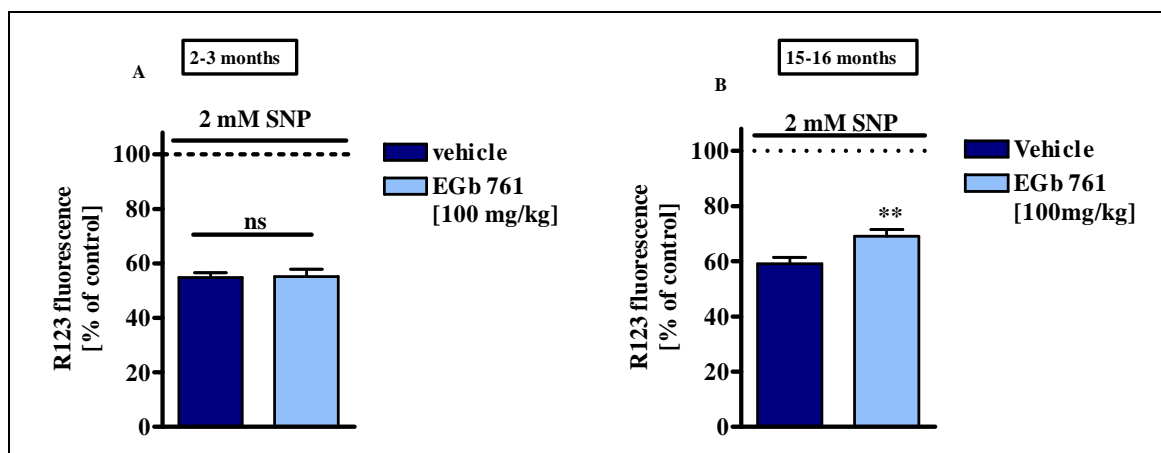 2-3 months
A
2 mM SNP
100
80
60
40
20
0
R123 fluorescence
[% of control]
ns
vehicle
EGb 761
[100 mg/kg]
15-16 months
B
2 mM SNP
100
80
60
40
20
0
R123 fluorescence
[% of control]
**
Vehicle
EGb 761
[100mg/kg]